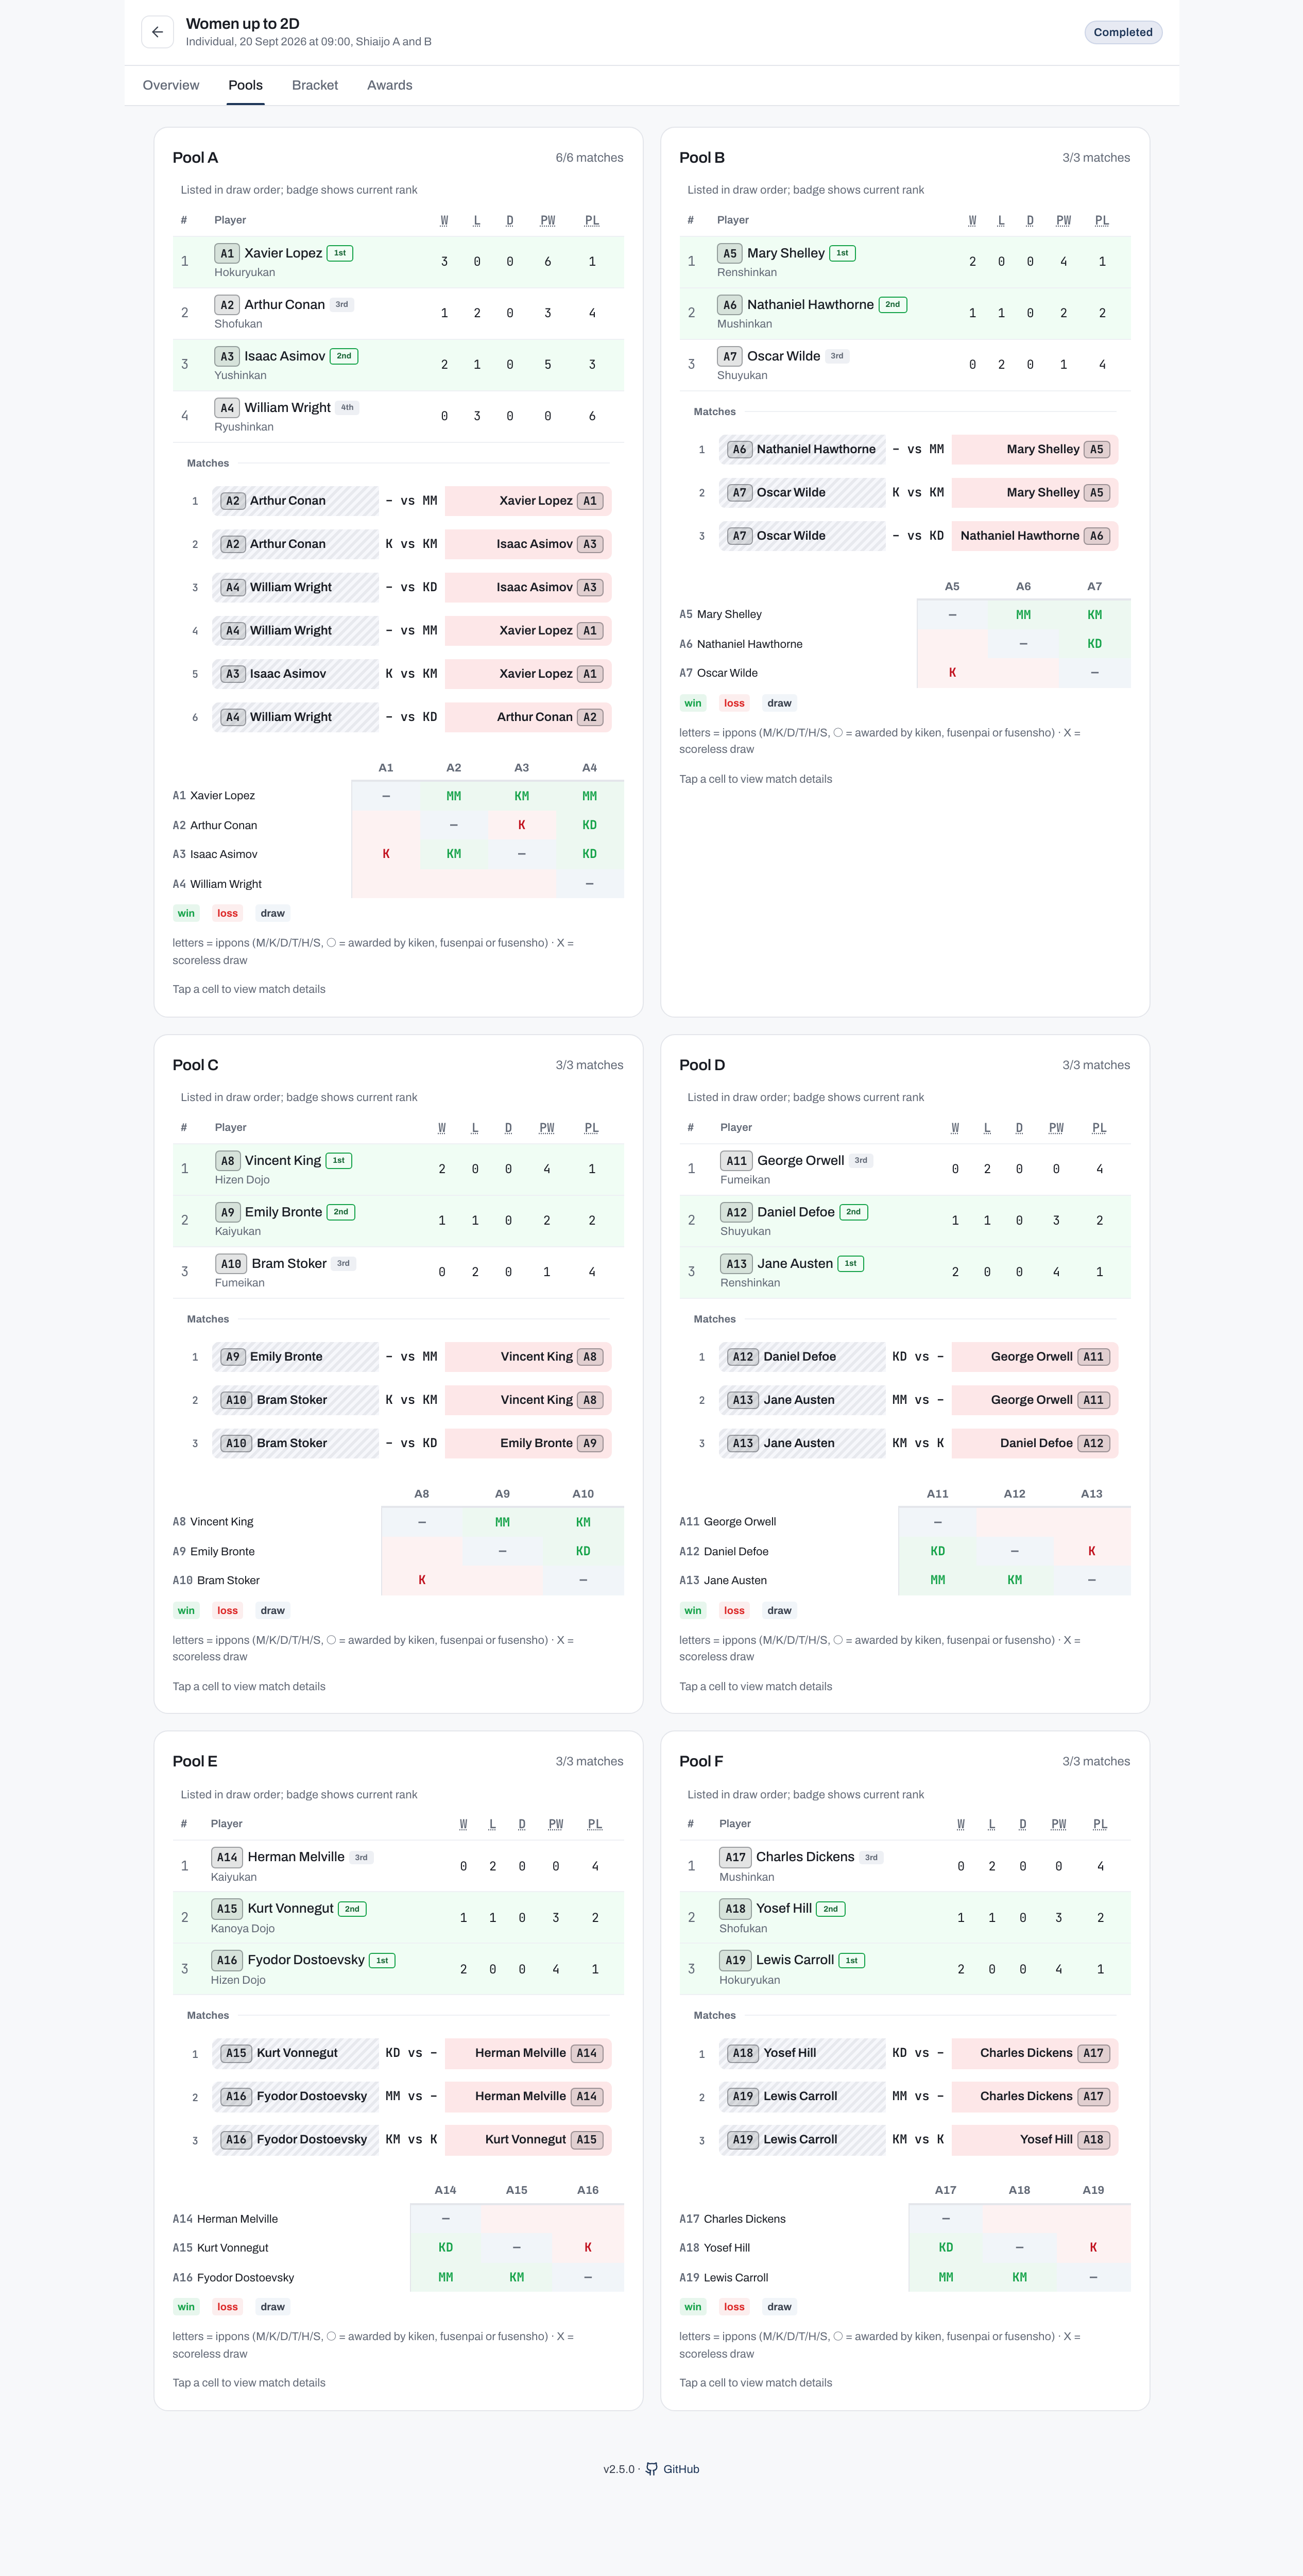 Women up to 2D
Individual, 20 Sept 2026 at 09:00, Shiaijo A and B
Completed
Overview Pools Bracket Awards
Pool A 6/6 matches
Listed in draw order; badge shows current rank
# Player W L D PW PL
1 A1 Xavier Lopez 1st 3 0 0 6 1
Hokuryukan
2 A2 Arthur Conan 3rd 1 2 0 3 4
Shofukan
3 A3 Isaac Asimov 2nd 2 1 0 5 3
Yushinkan
4 A4 William Wright 4th 0 3 0 0 6
Ryushinkan
Matches
1 A2 Arthur Conan – vs MM Xavier Lopez A1
2 A2 Arthur Conan K vs KM Isaac Asimov A3
3 A4 William Wright – vs KD Isaac Asimov A3
4 A4 William Wright – vs MM Xavier Lopez A1
5 A3 Isaac Asimov K vs KM Xavier Lopez A1
6 A4 William Wright – vs KD Arthur Conan A2
A1 A2 A3 A4
A1 Xavier Lopez — MM KM MM
A2 Arthur Conan — K KD
A3 Isaac Asimov K KM — KD
A4 William Wright —
win loss draw
letters = ippons (M/K/D/T/H/S, ○ = awarded by kiken, fusenpai or fusensho) · X =
scoreless draw
Tap a cell to view match details
Pool B 3/3 matches
Listed in draw order; badge shows current rank
# Player W L D PW PL
1 A5 Mary Shelley 1st 2 0 0 4 1
Renshinkan
2 A6 Nathaniel Hawthorne 2nd 1 1 0 2 2
Mushinkan
3 A7 Oscar Wilde 3rd 0 2 0 1 4
Shuyukan
Matches
1 A6 Nathaniel Hawthorne – vs MM Mary Shelley A5
2 A7 Oscar Wilde K vs KM Mary Shelley A5
3 A7 Oscar Wilde – vs KD Nathaniel Hawthorne A6
A5 A6 A7
A5 Mary Shelley — MM KM
A6 Nathaniel Hawthorne — KD
A7 Oscar Wilde K —
win loss draw
letters = ippons (M/K/D/T/H/S, ○ = awarded by kiken, fusenpai or fusensho) · X =
scoreless draw
Tap a cell to view match details
Pool C 3/3 matches
Listed in draw order; badge shows current rank
# Player W L D PW PL
1 A8 Vincent King 1st 2 0 0 4 1
Hizen Dojo
2 A9 Emily Bronte 2nd 1 1 0 2 2
Kaiyukan
3 A10 Bram Stoker 3rd 0 2 0 1 4
Fumeikan
Matches
1 A9 Emily Bronte – vs MM Vincent King A8
2 A10 Bram Stoker K vs KM Vincent King A8
3 A10 Bram Stoker – vs KD Emily Bronte A9
A8 A9 A10
A8 Vincent King — MM KM
A9 Emily Bronte — KD
A10 Bram Stoker K —
win loss draw
letters = ippons (M/K/D/T/H/S, ○ = awarded by kiken, fusenpai or fusensho) · X =
scoreless draw
Tap a cell to view match details
Pool D 3/3 matches
Listed in draw order; badge shows current rank
# Player W L D PW PL
1 A11 George Orwell 3rd 0 2 0 0 4
Fumeikan
2 A12 Daniel Defoe 2nd 1 1 0 3 2
Shuyukan
3 A13 Jane Austen 1st 2 0 0 4 1
Renshinkan
Matches
1 A12 Daniel Defoe KD vs – George Orwell A11
2 A13 Jane Austen MM vs – George Orwell A11
3 A13 Jane Austen KM vs K Daniel Defoe A12
A11 A12 A13
A11 George Orwell —
A12 Daniel Defoe KD — K
A13 Jane Austen MM KM —
win loss draw
letters = ippons (M/K/D/T/H/S, ○ = awarded by kiken, fusenpai or fusensho) · X =
scoreless draw
Tap a cell to view match details
Pool E 3/3 matches
Listed in draw order; badge shows current rank
# Player W L D PW PL
1 A14 Herman Melville 3rd 0 2 0 0 4
Kaiyukan
2 A15 Kurt Vonnegut 2nd 1 1 0 3 2
Kanoya Dojo
3 A16 Fyodor Dostoevsky 1st 2 0 0 4 1
Hizen Dojo
Matches
1 A15 Kurt Vonnegut KD vs – Herman Melville A14
2 A16 Fyodor Dostoevsky MM vs – Herman Melville A14
3 A16 Fyodor Dostoevsky KM vs K Kurt Vonnegut A15
A14 A15 A16
A14 Herman Melville —
A15 Kurt Vonnegut KD — K
A16 Fyodor Dostoevsky MM KM —
win loss draw
letters = ippons (M/K/D/T/H/S, ○ = awarded by kiken, fusenpai or fusensho) · X =
scoreless draw
Tap a cell to view match details
Pool F 3/3 matches
Listed in draw order; badge shows current rank
# Player W L D PW PL
1 A17 Charles Dickens 3rd 0 2 0 0 4
Mushinkan
2 A18 Yosef Hill 2nd 1 1 0 3 2
Shofukan
3 A19 Lewis Carroll 1st 2 0 0 4 1
Hokuryukan
Matches
1 A18 Yosef Hill KD vs – Charles Dickens A17
2 A19 Lewis Carroll MM vs – Charles Dickens A17
3 A19 Lewis Carroll KM vs K Yosef Hill A18
A17 A18 A19
A17 Charles Dickens —
A18 Yosef Hill KD — K
A19 Lewis Carroll MM KM —
win loss draw
letters = ippons (M/K/D/T/H/S, ○ = awarded by kiken, fusenpai or fusensho) · X =
scoreless draw
Tap a cell to view match details
v2.5.0 · GitHub